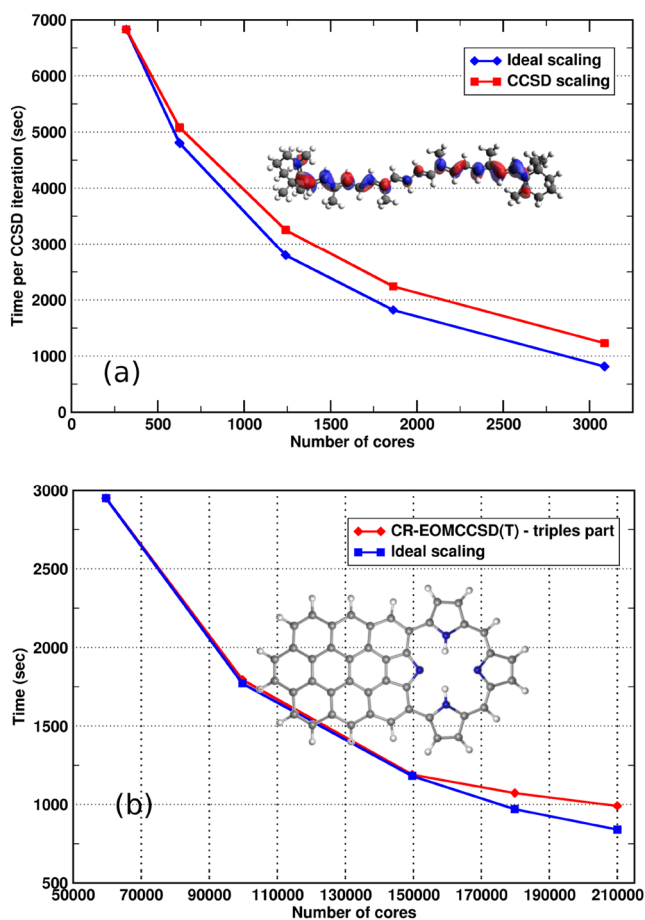 7000
6000
5000
4000
3000
2000
1000
0
Time per CCSD iteration (sec)
Ideal scaling
CCSD scaling
(a)
0 500 1000 1500 2000 2500 3000
Number of cores
3000
2500
2000
1500
1000
500
Time (sec)
CR-EOMCCSD(T) - triples part
Ideal scaling
(b)
50000 70000 90000 110000 130000 150000 170000 190000 210000
Number of cores